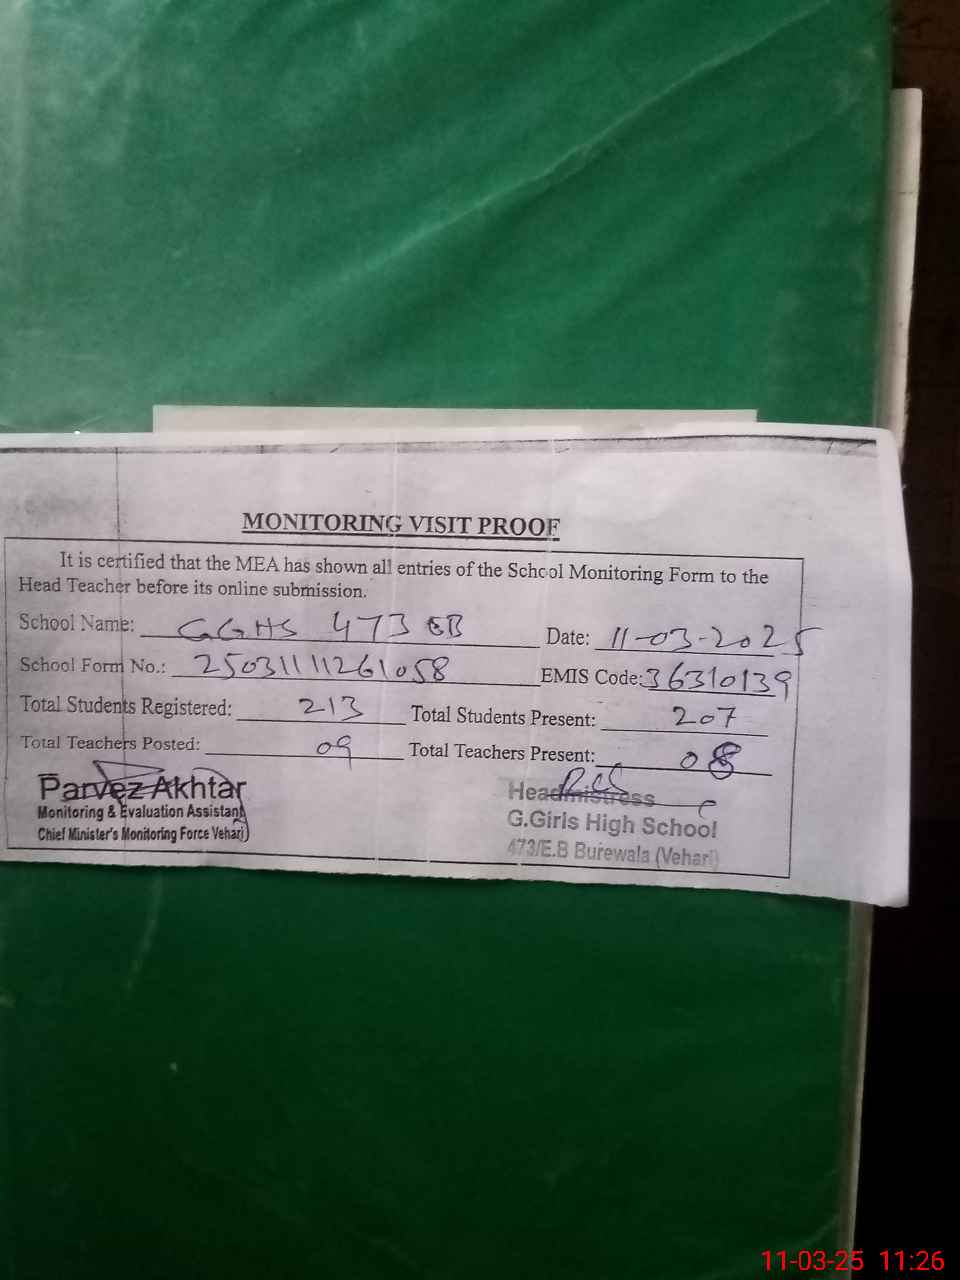 MONITORING VISIT PROOF
It is certified that the MEA has shown all entries of the School Monitoring Form to the
Head Teacher before its online submission.
School Name: GGHS 473 EB Date: 11-03-2025
School Form No.: 25031111261058 EMIS Code: 36310139
Total Students Registered: 213 Total Students Present: 207
Total Teachers Posted: 09 Total Teachers Present: 08
Parvez Akhtar
Monitoring & Evaluation Assistant
Chief Minister's Monitoring Force Vehari
Headmistress
G.Girls High School
473/E.B Burewala (Vehari)
11-03-25 11:26